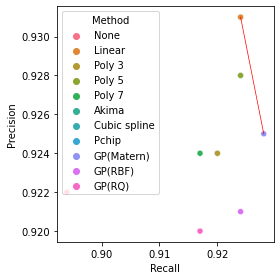 Method
None
Linear
Poly 3
Poly 5
Poly 7
Akima
Cubic spline
Pchip
GP(Matern)
GP(RBF)
GP(RQ)
0.930
0.928
0.926
0.924
0.922
0.920
Precision
0.90
0.91
0.92
Recall